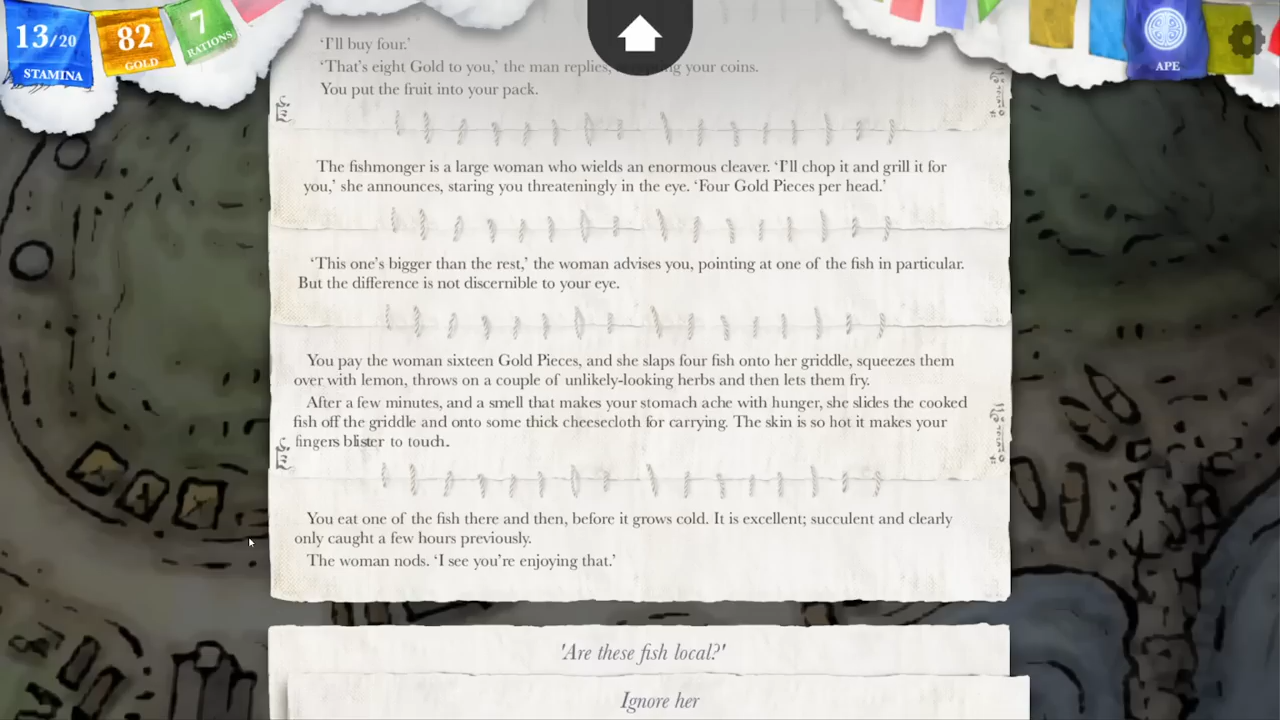 13/20
STAMINA
82
GOLD
7
RATIONS
APE
'I'll buy four.'
'That's eight Gold to you,' the man replies, your coins.
You put the fruit into your pack.
The fishmonger is a large woman who wields an enormous cleaver. 'I'll chop it and grill it for
you,' she announces, staring you threateningly in the eye. 'Four Gold Pieces per head.'
'This one's bigger than the rest,' the woman advises you, pointing at one of the fish in particular.
But the difference is not discernible to your eye.
You pay the woman sixteen Gold Pieces, and she slaps four fish onto her griddle, squeezes them
over with lemon, throws on a couple of unlikely-looking herbs and then lets them fry.
After a few minutes, and a smell that makes your stomach ache with hunger, she slides the cooked
fish off the griddle and onto some thick cheesecloth for carrying. The skin is so hot it makes your
fingers blister to touch.
You eat one of the fish there and then, before it grows cold. It is excellent; succulent and clearly
only caught a few hours previously.
The woman nods. 'I see you're enjoying that.'
'Are these fish local?'
Ignore her